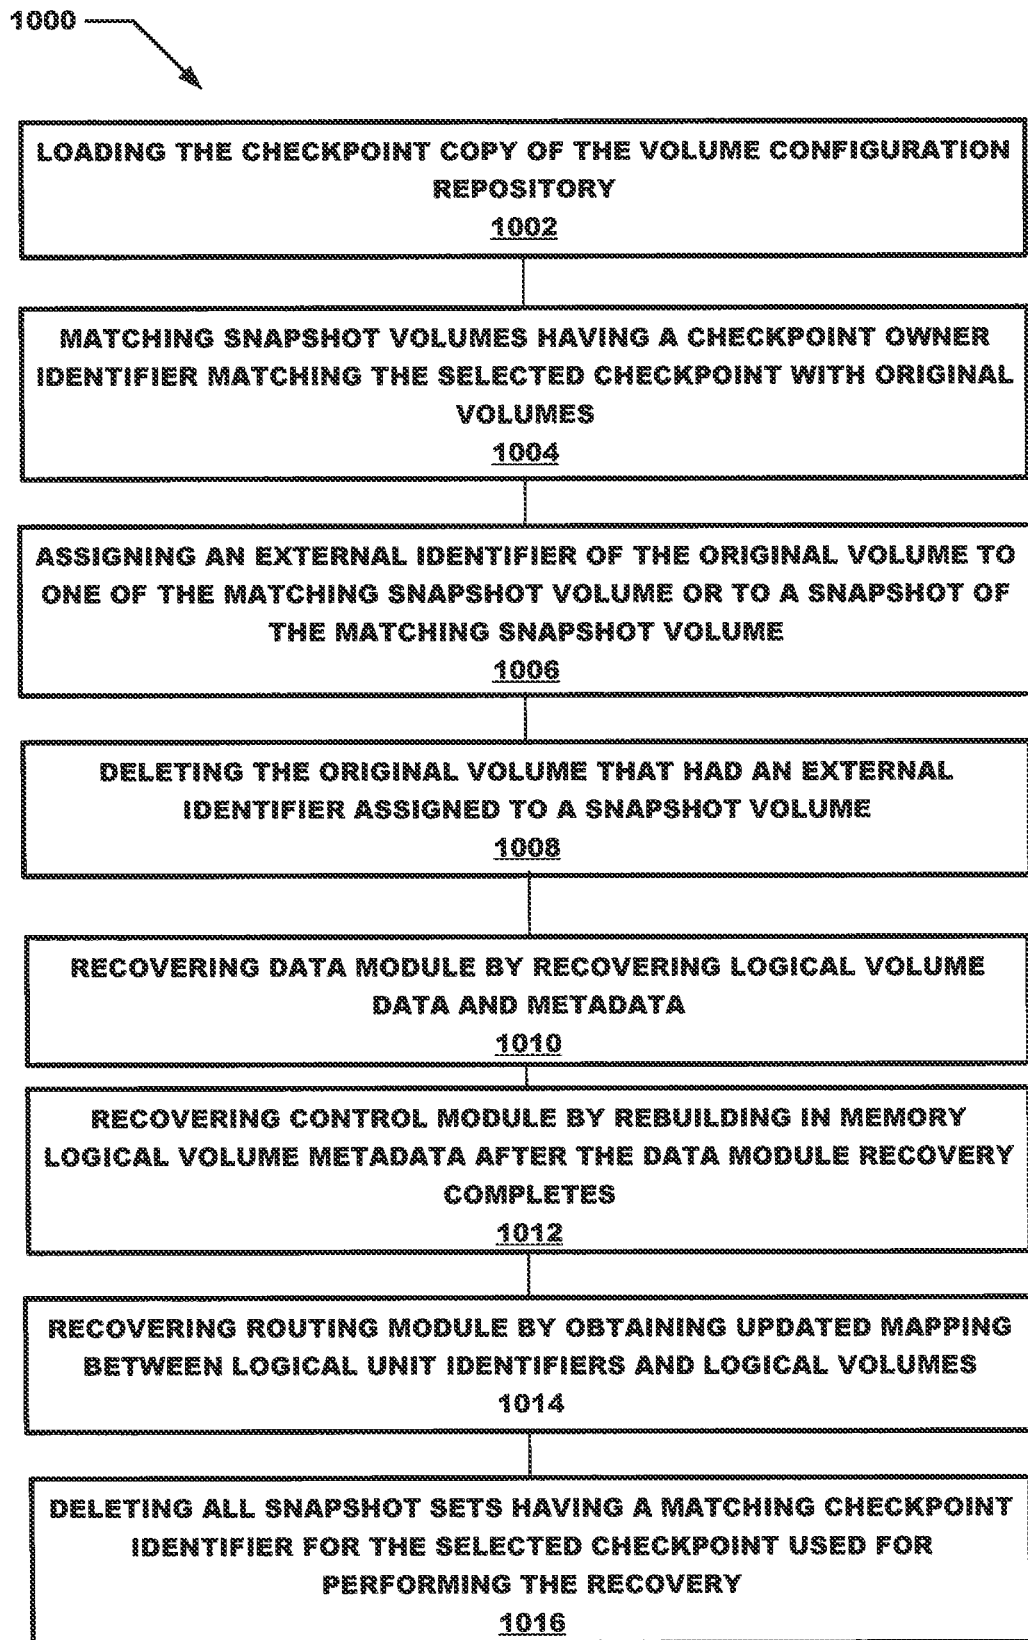 1000
LOADING THE CHECKPOINT COPY OF THE VOLUME CONFIGURATION
REPOSITORY
1002
MATCHING SNAPSHOT VOLUMES HAVING A CHECKPOINT OWNER
IDENTIFIER MATCHING THE SELECTED CHECKPOINT WITH ORIGINAL
VOLUMES
1004
ASSIGNING AN EXTERNAL IDENTIFIER OF THE ORIGINAL VOLUME TO
ONE OF THE MATCHING SNAPSHOT VOLUME OR TO A SNAPSHOT OF
THE MATCHING SNAPSHOT VOLUME
1006
DELETING THE ORIGINAL VOLUME THAT HAD AN EXTERNAL
IDENTIFIER ASSIGNED TO A SNAPSHOT VOLUME
1008
RECOVERING DATA MODULE BY RECOVERING LOGICAL VOLUME
DATA AND METADATA
1010
RECOVERING CONTROL MODULE BY REBUILDING IN MEMORY
LOGICAL VOLUME METADATA AFTER THE DATA MODULE RECOVERY
COMPLETES
1012
RECOVERING ROUTING MODULE BY OBTAINING UPDATED MAPPING
BETWEEN LOGICAL UNIT IDENTIFIERS AND LOGICAL VOLUMES
1014
DELETING ALL SNAPSHOT SETS HAVING A MATCHING CHECKPOINT
IDENTIFIER FOR THE SELECTED CHECKPOINT USED FOR
PERFORMING THE RECOVERY
1016